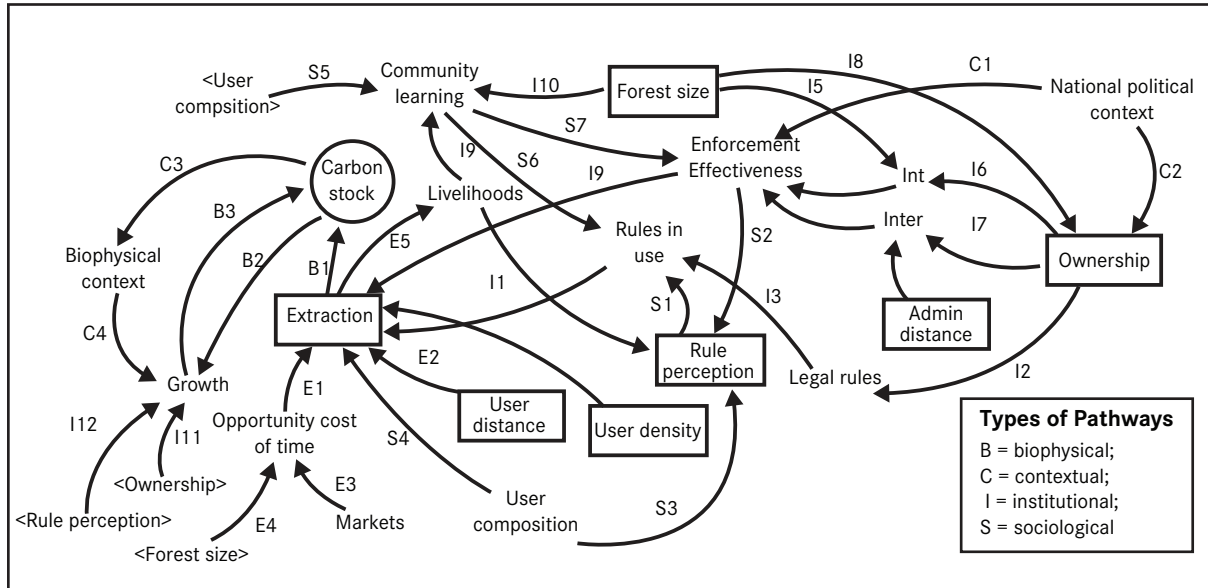 <User
compsition>
S5
Community
learning
I10
Forest size
I8
I5
C1
National political
context
S7
Enforcement
Effectiveness
I9
S6
I9
C3
Carbon
stock
Livelihoods
Int
I6
C2
B3
E5
Inter
I7
Rules in
use
S2
Biophysical
context
B2
B1
I1
Ownership
S1
I3
Extraction
Admin
distance
C4
Rule
perception
E2
Legal rules
I2
Growth
E1
Opportunity cost
of time
User
distance
User density
I12
I11
S4
<Ownership>
E3
<Rule perception>
Markets
User
composition
S3
E4
<Forest size>
Types of Pathways
B = biophysical;
C = contextual;
I = institutional;
S = sociological